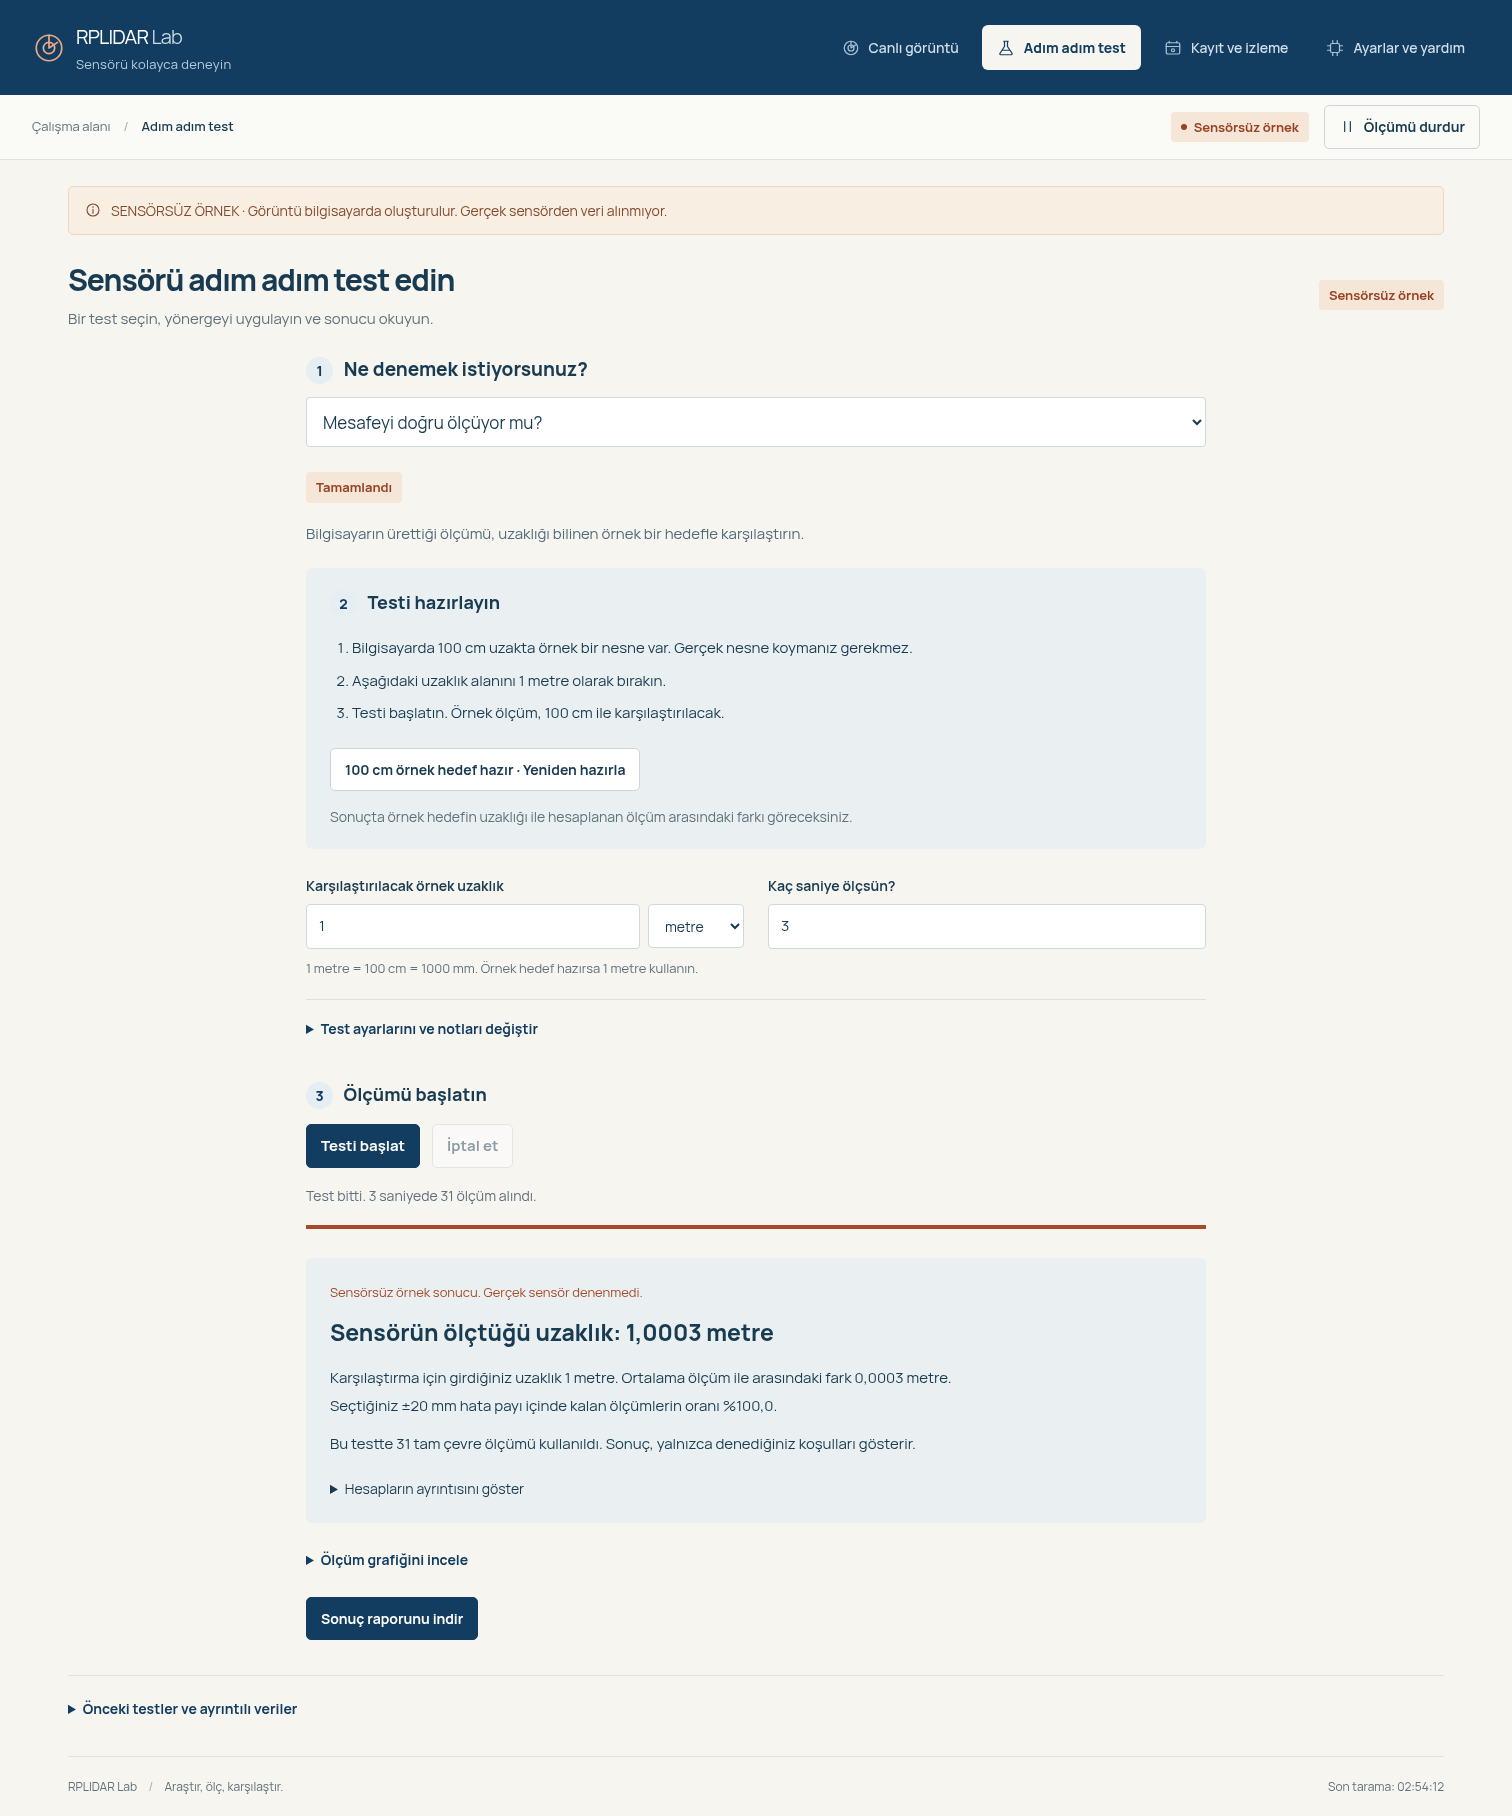 RPLIDAR Lab
Sensörü kolayca deneyin
Canlı görüntü
Adım adım test
Kayıt ve izleme
Ayarlar ve yardım
Çalışma alanı / Adım adım test
Sensörsüz örnek
Ölçümü durdur
SENSÖRSÜZ ÖRNEK · Görüntü bilgisayarda oluşturulur. Gerçek sensörden veri alınmıyor.
Sensörü adım adım test edin
Bir test seçin, yönergeyi uygulayın ve sonucu okuyun.
Sensörsüz örnek
1 Ne denemek istiyorsunuz?
Mesafeyi doğru ölçüyor mu?
Tamamlandı
Bilgisayarın ürettiği ölçümü, uzaklığı bilinen örnek bir hedefle karşılaştırın.
2 Testi hazırlayın
1. Bilgisayarda 100 cm uzakta örnek bir nesne var. Gerçek nesne koymanız gerekmez.
2. Aşağıdaki uzaklık alanını 1 metre olarak bırakın.
3. Testi başlatın. Örnek ölçüm, 100 cm ile karşılaştırılacak.
100 cm örnek hedef hazır · Yeniden hazırla
Sonuçta örnek hedefin uzaklığı ile hesaplanan ölçüm arasındaki farkı göreceksiniz.
Karşılaştırılacak örnek uzaklık
Kaç saniye ölçsün?
1
metre
3
1 metre = 100 cm = 1000 mm. Örnek hedef hazırsa 1 metre kullanın.
Test ayarlarını ve notları değiştir
3 Ölçümü başlatın
Testi başlat
İptal et
Test bitti. 3 saniyede 31 ölçüm alındı.
Sensörsüz örnek sonucu. Gerçek sensör denenmedi.
Sensörün ölçtüğü uzaklık: 1,0003 metre
Karşılaştırma için girdiğiniz uzaklık 1 metre. Ortalama ölçüm ile arasındaki fark 0,0003 metre.
Seçtiğiniz ±20 mm hata payı içinde kalan ölçümlerin oranı %100,0.
Bu testte 31 tam çevre ölçümü kullanıldı. Sonuç, yalnızca denediğiniz koşulları gösterir.
Hesapların ayrıntısını göster
Ölçüm grafiğini incele
Sonuç raporunu indir
Önceki testler ve ayrıntılı veriler
RPLIDAR Lab / Araştır, ölç, karşılaştır.
Son tarama: 02:54:12